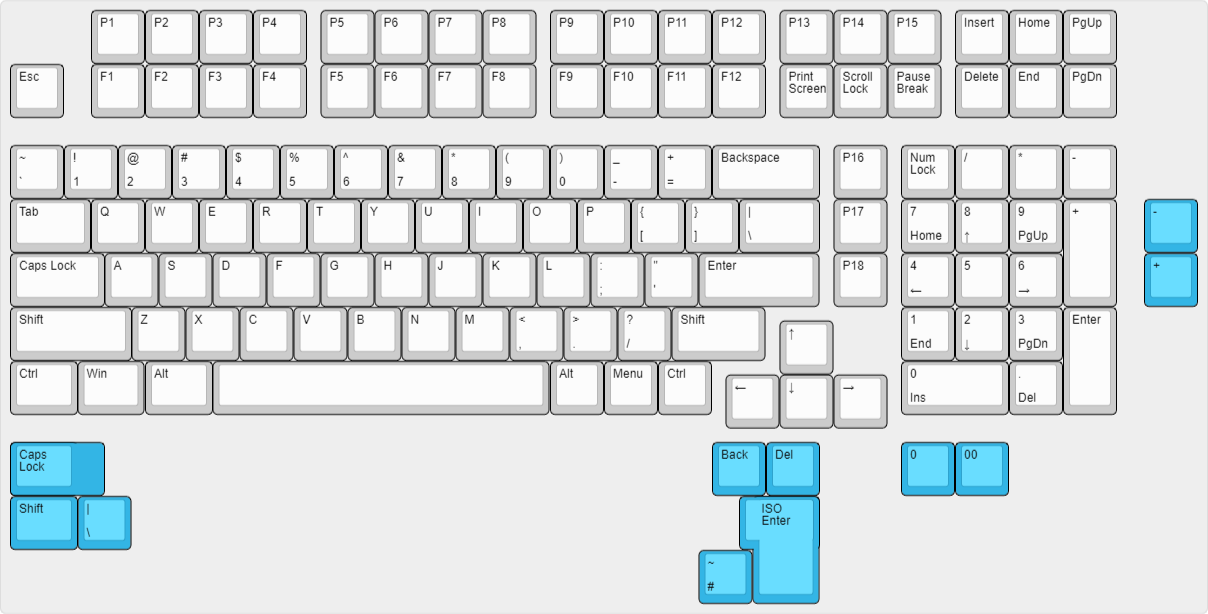 P1 P2 P3 P4 P5 P6 P7 P8 P9 P10 P11 P12 P13 P14 P15 Insert Home PgUp
Esc F1 F2 F3 F4 F5 F6 F7 F8 F9 F10 F11 F12 Print Scroll Pause Delete End PgDn
Screen Lock Break
~ ! @ # $ % ^ & * ( ) _ + Backspace P16 Num / * -
Lock
` 1 2 3 4 5 6 7 8 9 0 - =
Tab Q W E R T Y U I O P { } | P17 7 8 9 + -
[ ] \ Home ↑ PgUp
Caps Lock A S D F G H J K L : " Enter P18 4 5 6 +
; ' ← →
Shift Z X C V B N M < > ? Shift ↑ 1 2 3 Enter
, . / End ↓ PgDn
Ctrl Win Alt Alt Menu Ctrl ← ↓ → 0 .
Ins Del
Caps Back Del 0 00
Lock
Shift | ISO
Enter
\
~
#